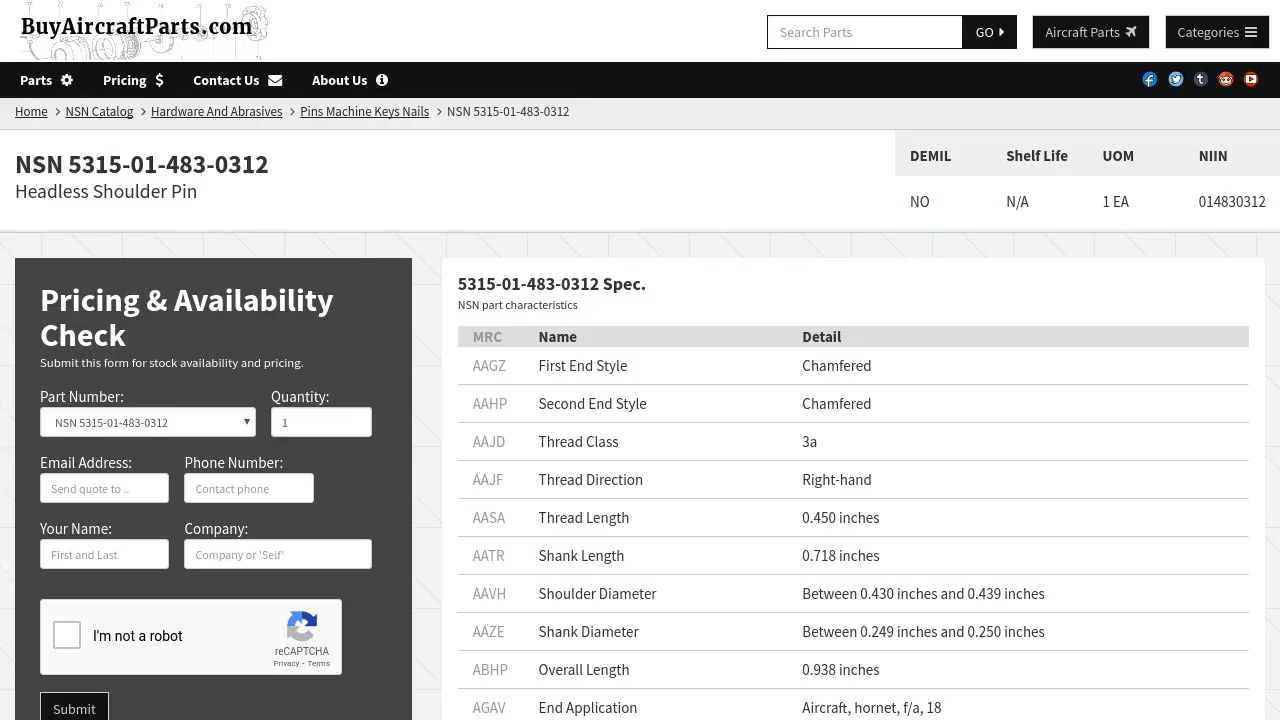 BuyAircraftParts.com
Search Parts
GO
Aircraft Parts
Categories
Parts
Pricing
Contact Us
About Us
Home > NSN Catalog > Hardware And Abrasives > Pins Machine Keys Nails > NSN 5315-01-483-0312
NSN 5315-01-483-0312
Headless Shoulder Pin
DEMIL Shelf Life UOM NIIN
NO N/A 1 EA 014830312
Pricing & Availability
Check
Submit this form for stock availability and pricing.
Part Number: Quantity:
NSN 5315-01-483-0312 1
Email Address: Phone Number:
Send quote to .. Contact phone
Your Name: Company:
First and Last Company or 'Self'
I'm not a robot
reCAPTCHA
Privacy - Terms
Submit
5315-01-483-0312 Spec.
NSN part characteristics
MRC Name Detail
AAGZ First End Style Chamfered
AAHP Second End Style Chamfered
AAJD Thread Class 3a
AAJF Thread Direction Right-hand
AASA Thread Length 0.450 inches
AATR Shank Length 0.718 inches
AAVH Shoulder Diameter Between 0.430 inches and 0.439 inches
AAZE Shank Diameter Between 0.249 inches and 0.250 inches
ABHP Overall Length 0.938 inches
AGAV End Application Aircraft, hornet, f/a, 18